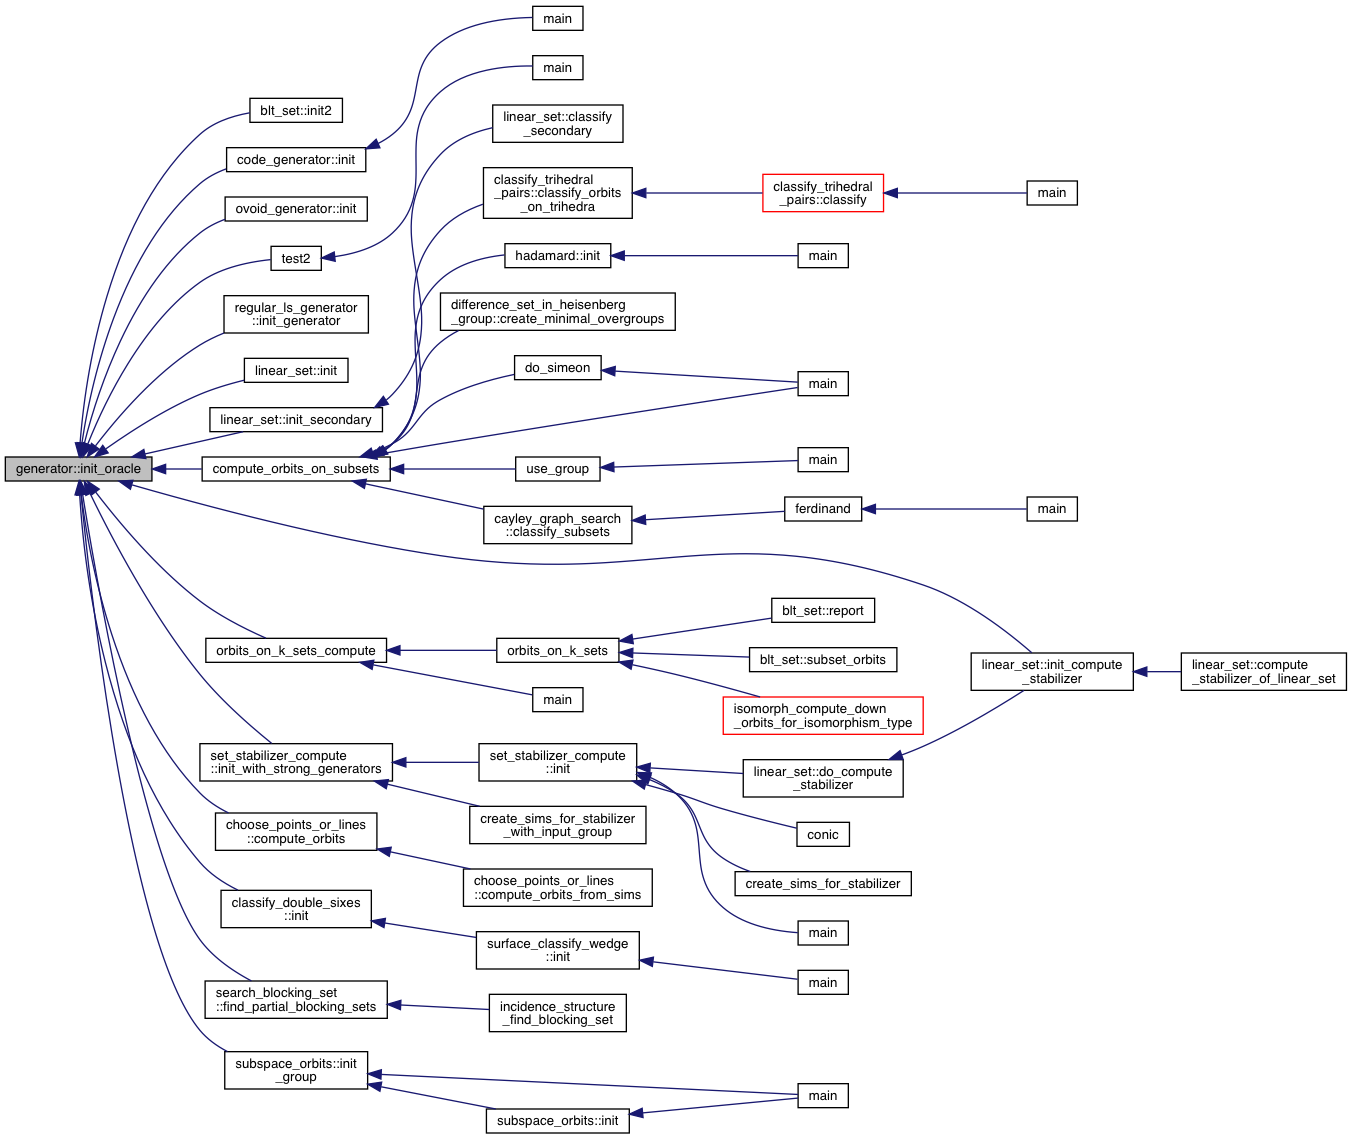 main
main
blt_set::init2
linear_set::classify
_secondary
code_generator::init
classify_trihedral
_pairs::classify_orbits
_on_trihedra
classify_trihedral
_pairs::classify
main
ovoid_generator::init
test2
hadamard::init
main
regular_ls_generator
::init_generator
difference_set_in_heisenberg
_group::create_minimal_overgroups
linear_set::init
do_simeon
main
linear_set::init_secondary
generator::init_oracle
compute_orbits_on_subsets
use_group
main
cayley_graph_search
::classify_subsets
ferdinand
main
blt_set::report
orbits_on_k_sets_compute
orbits_on_k_sets
blt_set::subset_orbits
linear_set::init_compute
_stabilizer
linear_set::compute
_stabilizer_of_linear_set
main
isomorph_compute_down
_orbits_for_isomorphism_type
set_stabilizer_compute
::init_with_strong_generators
set_stabilizer_compute
::init
linear_set::do_compute
_stabilizer
choose_points_or_lines
::compute_orbits
create_sims_for_stabilizer
_with_input_group
conic
choose_points_or_lines
::compute_orbits_from_sims
create_sims_for_stabilizer
classify_double_sixes
::init
main
surface_classify_wedge
::init
main
search_blocking_set
::find_partial_blocking_sets
incidence_structure
_find_blocking_set
subspace_orbits::init
_group
main
subspace_orbits::init